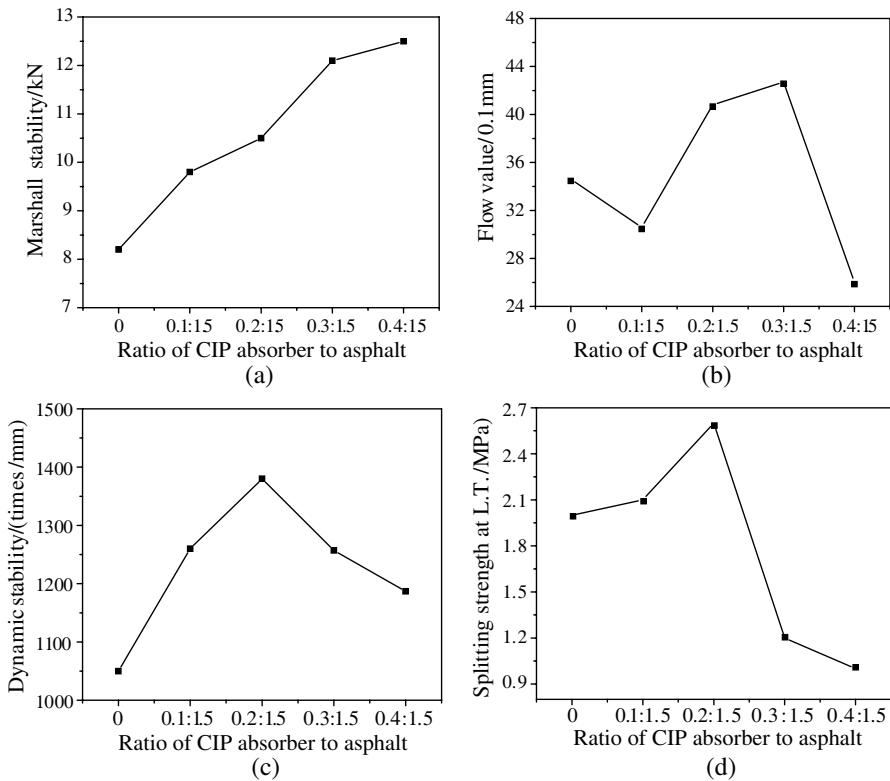 13
12
11
10
9
8
7
Marshall stability/kN
0 0.1:15 0.2:15 0.3:15 0.4:15
Ratio of CIP absorber to asphalt
(a)
48
44
40
36
32
28
24
Flow value/0.1mm
0 0.1:15 0.2:1.5 0.3:1.5 0.4:15
Ratio of CIP absorber to asphalt
(b)
1500
1400
1300
1200
1100
1000
Dynamic stability/(times/mm)
0 0.1:1.5 0.2:1.5 0.3:1.5 0.4:1.5
Ratio of CIP absorber to asphalt
(c)
2.7
2.4
2.1
1.8
1.5
1.2
0.9
Splitting strength at L.T./MPa)
0 0.1:1.5 0.2:1.5 0.3:1.5 0.4:1.5
Ratio of CIP absorber to asphalt
(d)